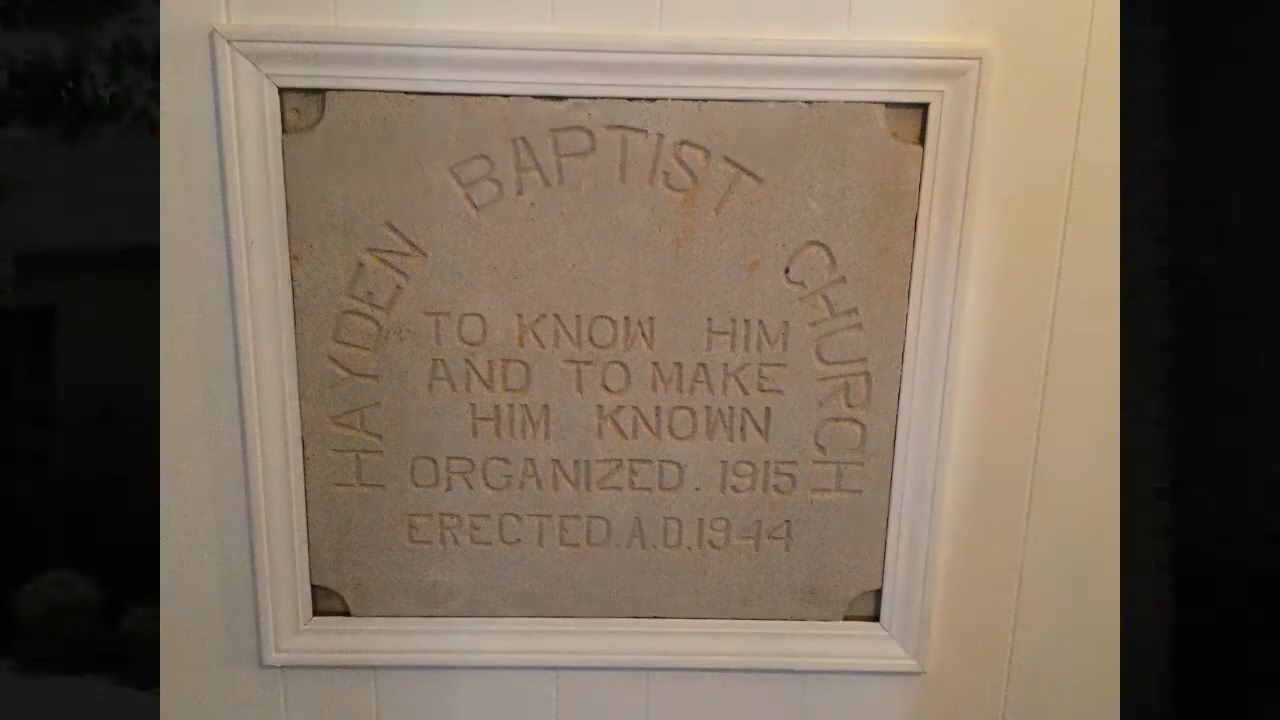 HAYDEN BAPTIST CHURCH
TO KNOW HIM
AND TO MAKE
HIM KNOWN
ORGANIZED. 1915
ERECTED.A.D.1944